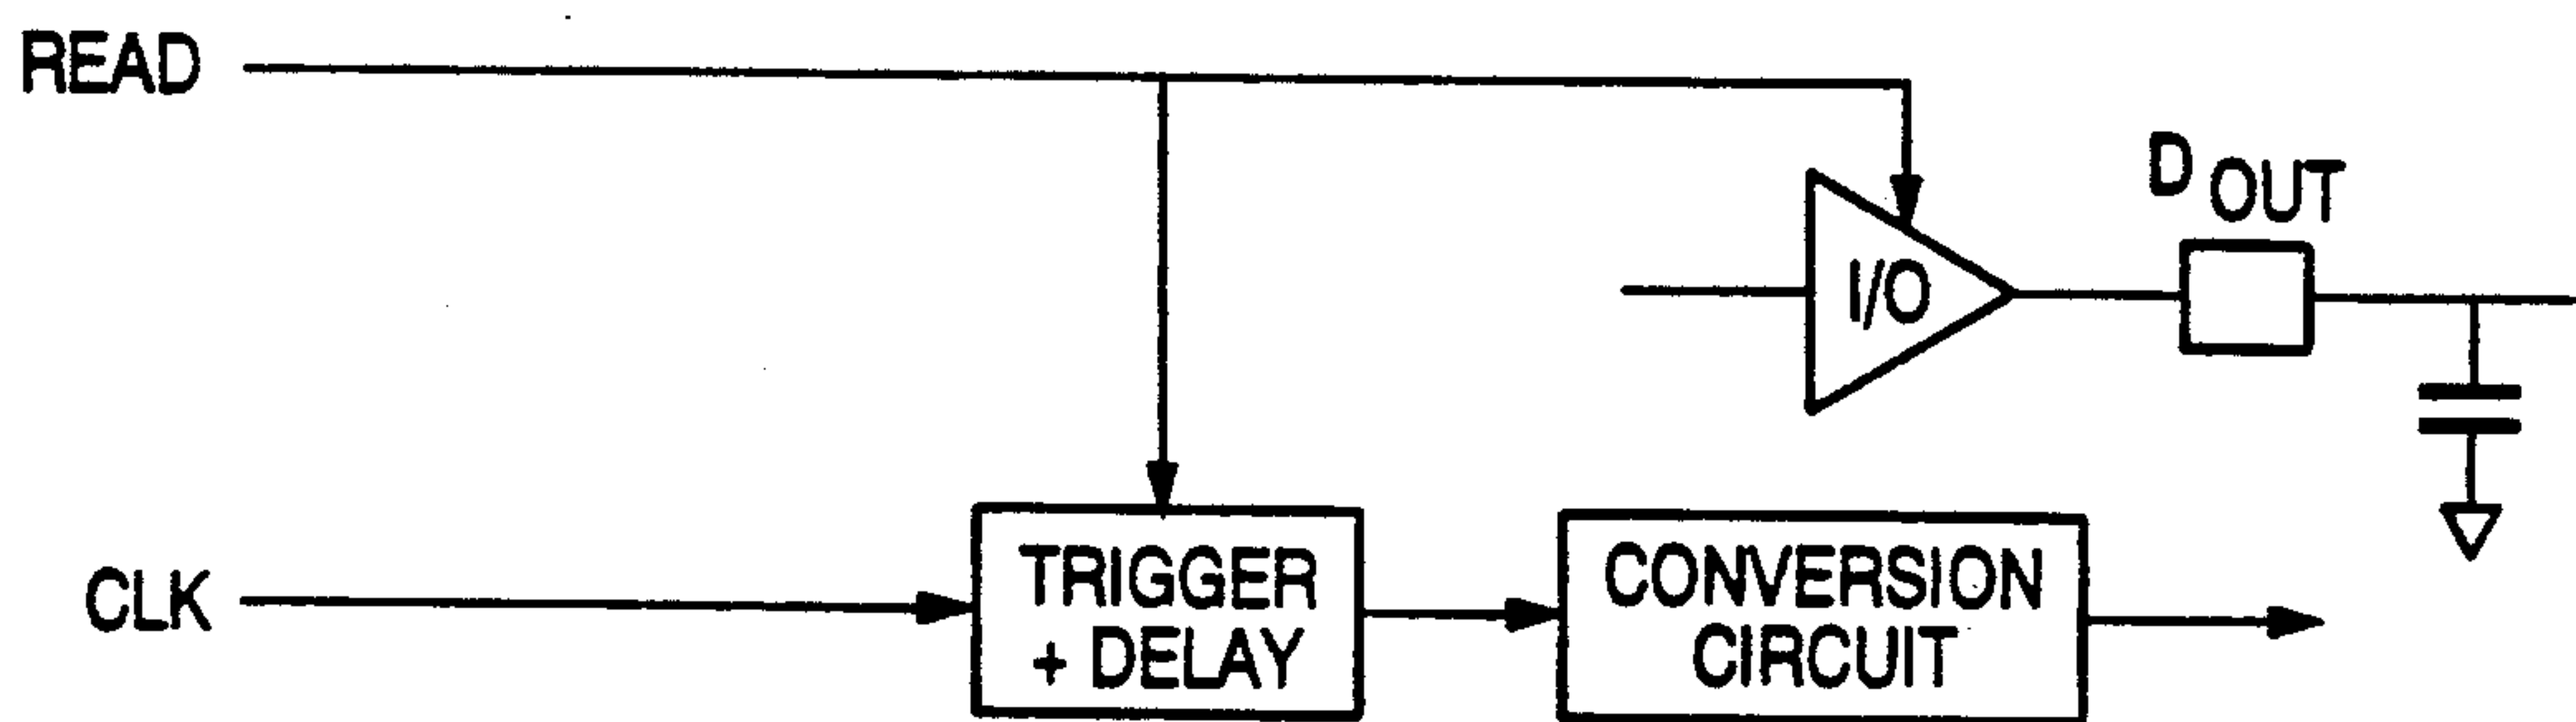 READ
D OUT
I/O
CLK
TRIGGER
+ DELAY
CONVERSION
CIRCUIT